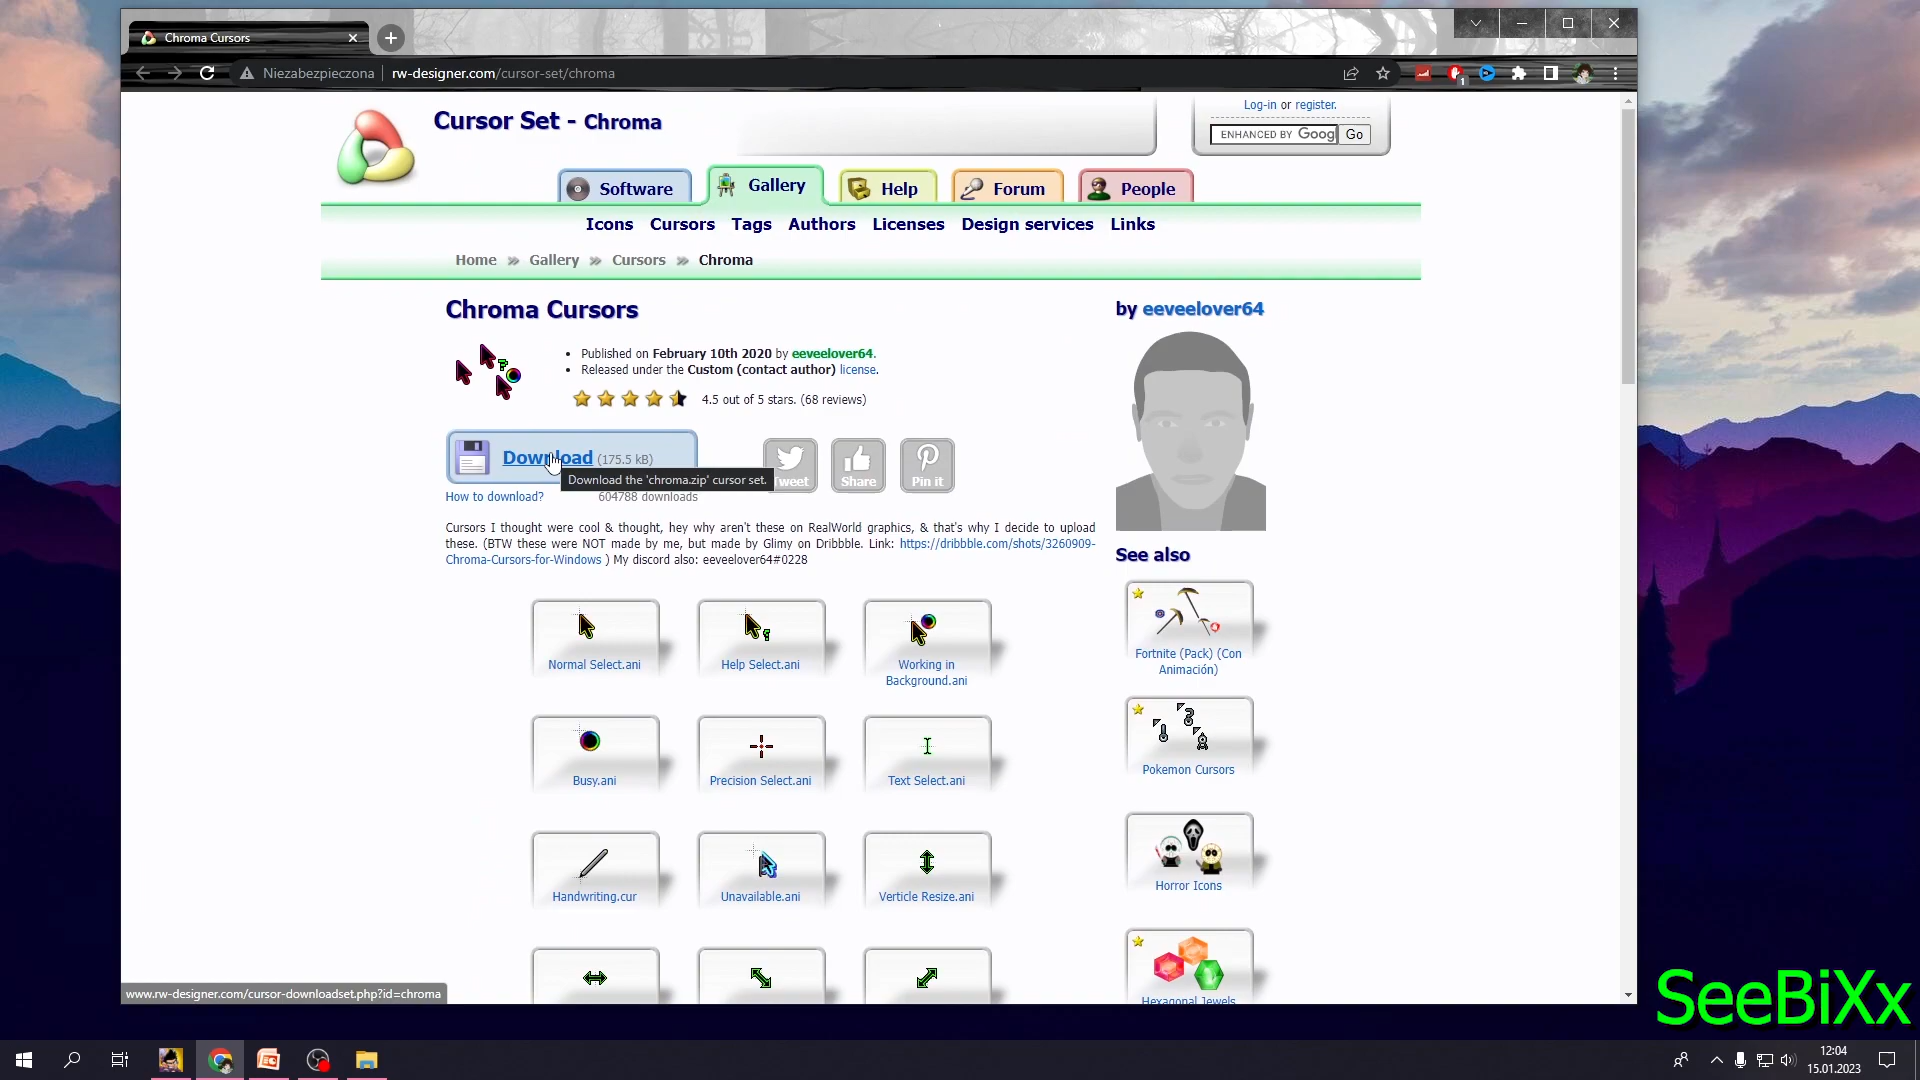 Chroma Cursors
Niezabezpieczona
rw-designer.com/cursor-set/chroma
1
Cursor Set - Chroma
Log-in or register.
ENHANCED BY Goog
Go
Software
Gallery
Help
Forum
People
Icons Cursors Tags Authors Licenses Design services Links
Home » Gallery » Cursors » Chroma
Chroma Cursors
by eeveelover64
• Published on February 10th 2020 by eeveelover64.
• Released under the Custom (contact author) license.
4.5 out of 5 stars. (68 reviews)
Download (175.5 kB)
Download the 'chroma.zip' cursor set.
Tweet
Share
Pin it
How to download?
604788 downloads
Cursors I thought were cool & thought, hey why aren't these on RealWorld graphics, & that's why I decide to upload
these. (BTW these were NOT made by me, but made by Glimy on Dribbble. Link: https://dribbble.com/shots/3260909-
Chroma-Cursors-for-Windows ) My discord also: eeveelover64#0228
See also
Normal Select.ani
Help Select.ani
Working in
Background.ani
Fortnite (Pack) (Con
Animación)
Busy.ani
Precision Select.ani
Text Select.ani
Pokemon Cursors
Handwriting.cur
Unavailable.ani
Verticle Resize.ani
Horror Icons
Hexagonal Jewels
www.rw-designer.com/cursor-downloadset.php?id=chroma
SeeBiXx
12:04
15.01.2023